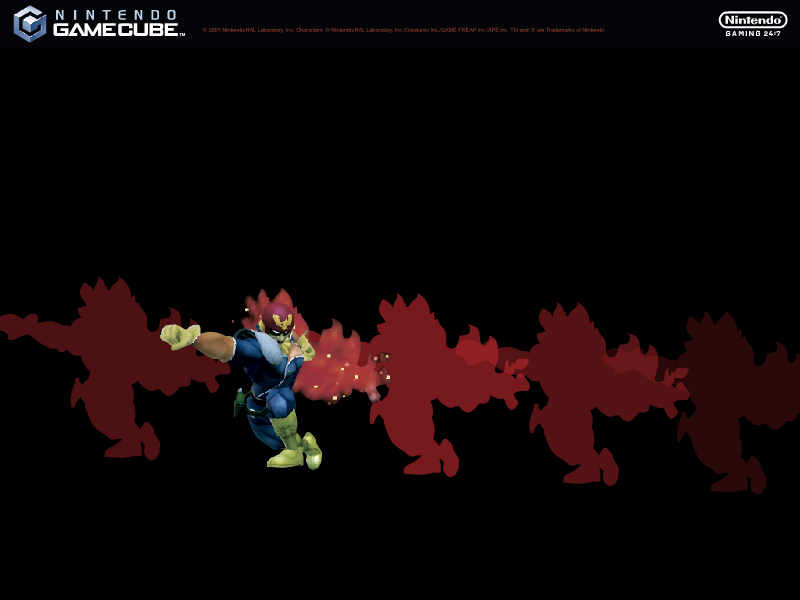 NINTENDO
GAMECUBE™
© 2001 Nintendo/HAL Laboratory, Inc. Characters: © Nintendo/HAL Laboratory, Inc./Creatures Inc./GAME FREAK inc./APE inc. TM and ® are Trademarks of Nintendo.
Nintendo®
GAMING 24:7